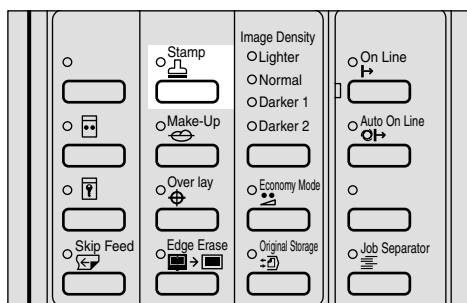 Stamp
Image Density
Lighter
Normal
Darker 1
Darker 2
On Line
Make-Up
Auto On Line
Over lay
Economy Mode
Skip Feed
Edge Erase
Original Storage
Job Separator